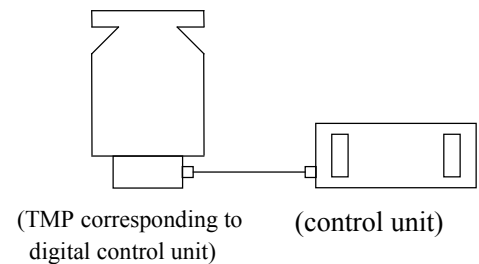 (TMP corresponding to
digital control unit)
(control unit)